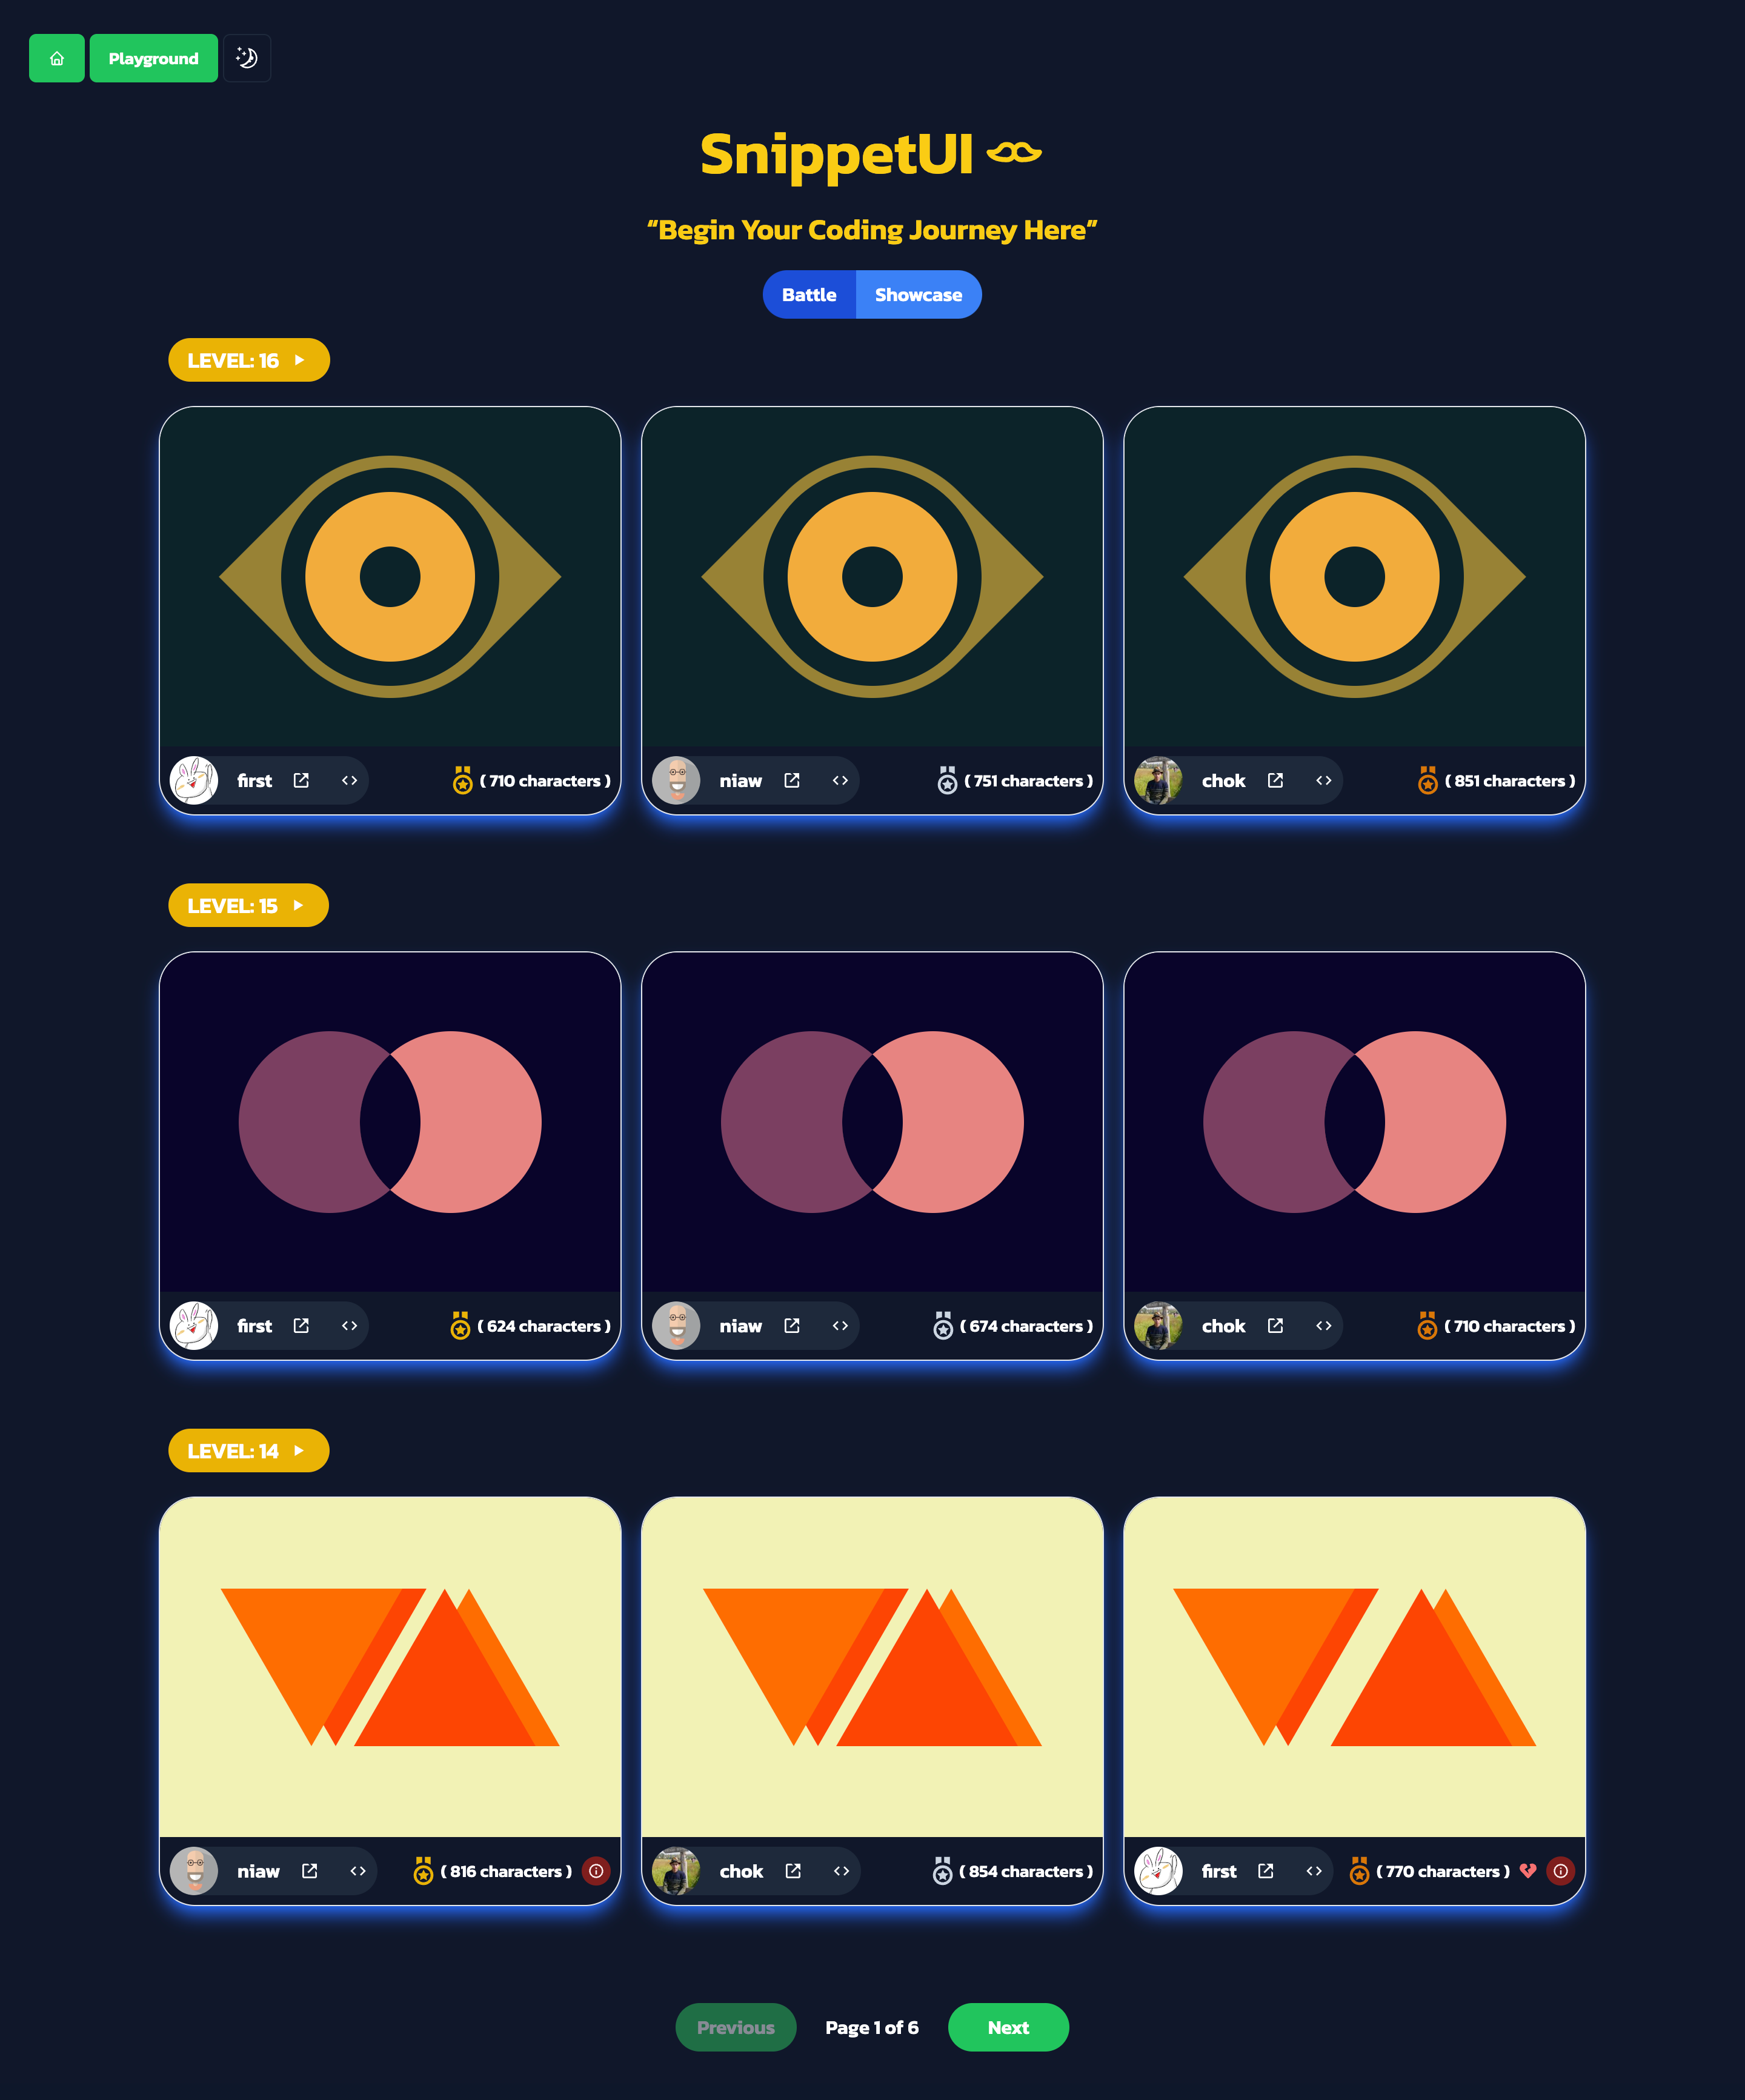 Playground
SnippetUI
“Begin Your Coding Journey Here”
Battle Showcase
LEVEL: 16
first ( 710 characters ) niaw ( 751 characters ) chok ( 851 characters )
LEVEL: 15
first ( 624 characters ) niaw ( 674 characters ) chok ( 710 characters )
LEVEL: 14
niaw ( 816 characters ) chok ( 854 characters ) first ( 770 characters )
Previous Page 1 of 6 Next